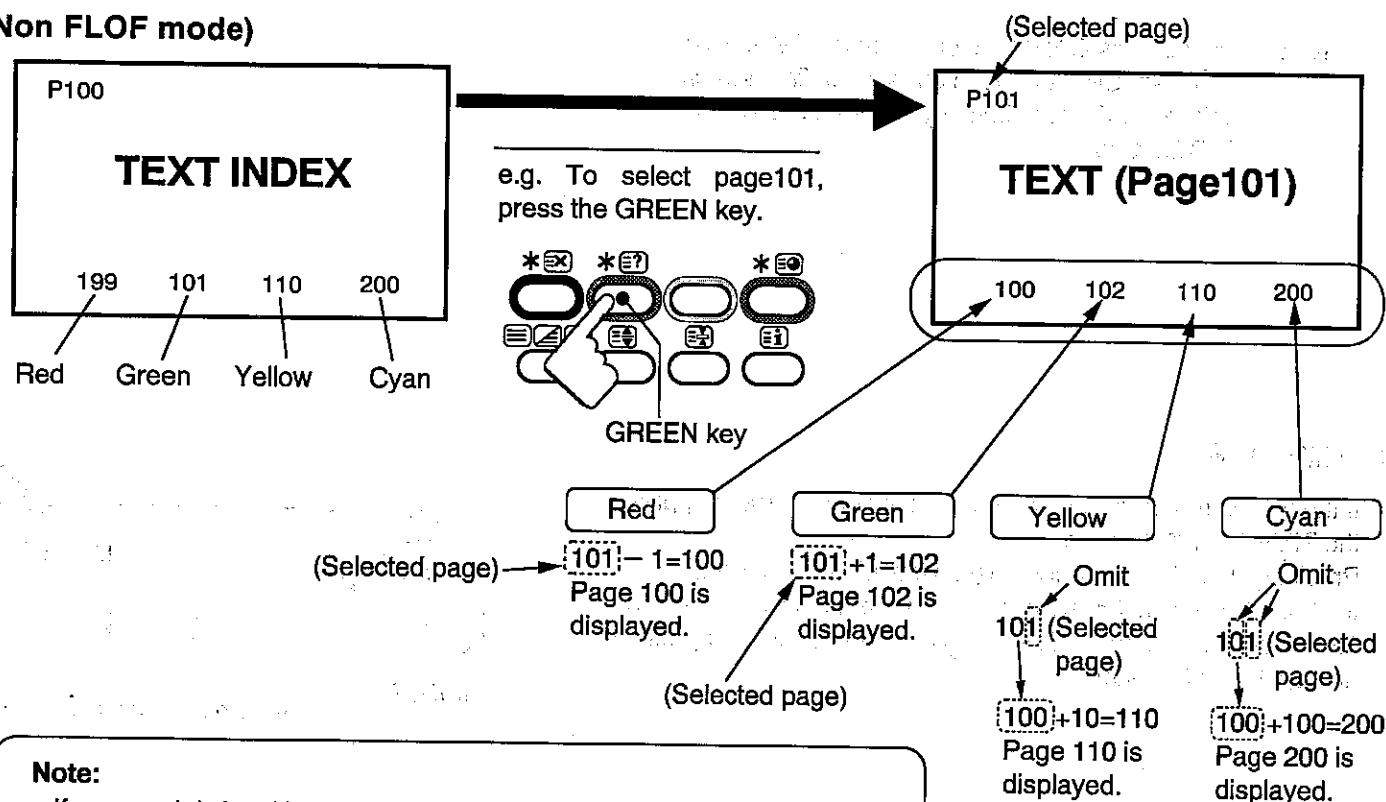 Non FLOF mode)
(Selected page)
P100
TEXT INDEX
199 101 110 200
Red Green Yellow Cyan
e.g. To select page101,
press the GREEN key.
GREEN key
P101
TEXT (Page101)
100 102 110 200
Red
(Selected page)
101 - 1=100
Page 100 is
displayed.
Green
101+1=102
Page 102 is
displayed.
(Selected page)
Yellow
Omit
101 (Selected
page)
100+10=110
Page 110 is
displayed.
Cyan
Omit
101 (Selected
page)
100+100=200
Page 200 is
displayed.
Note: